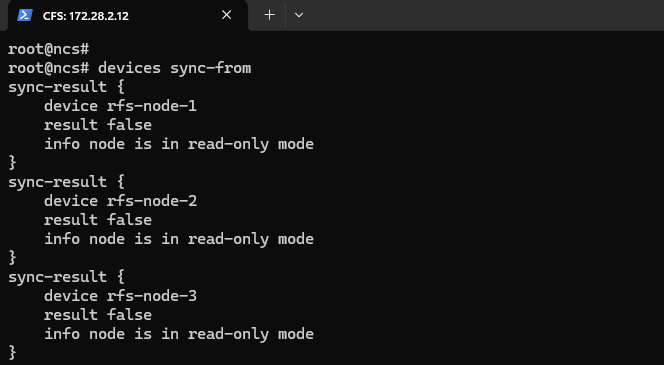 CFS: 172.28.2.12
root@ncs#
root@ncs# devices sync-from
sync-result {
    device rfs-node-1
    result false
    info node is in read-only mode
}
sync-result {
    device rfs-node-2
    result false
    info node is in read-only mode
}
sync-result {
    device rfs-node-3
    result false
    info node is in read-only mode
}